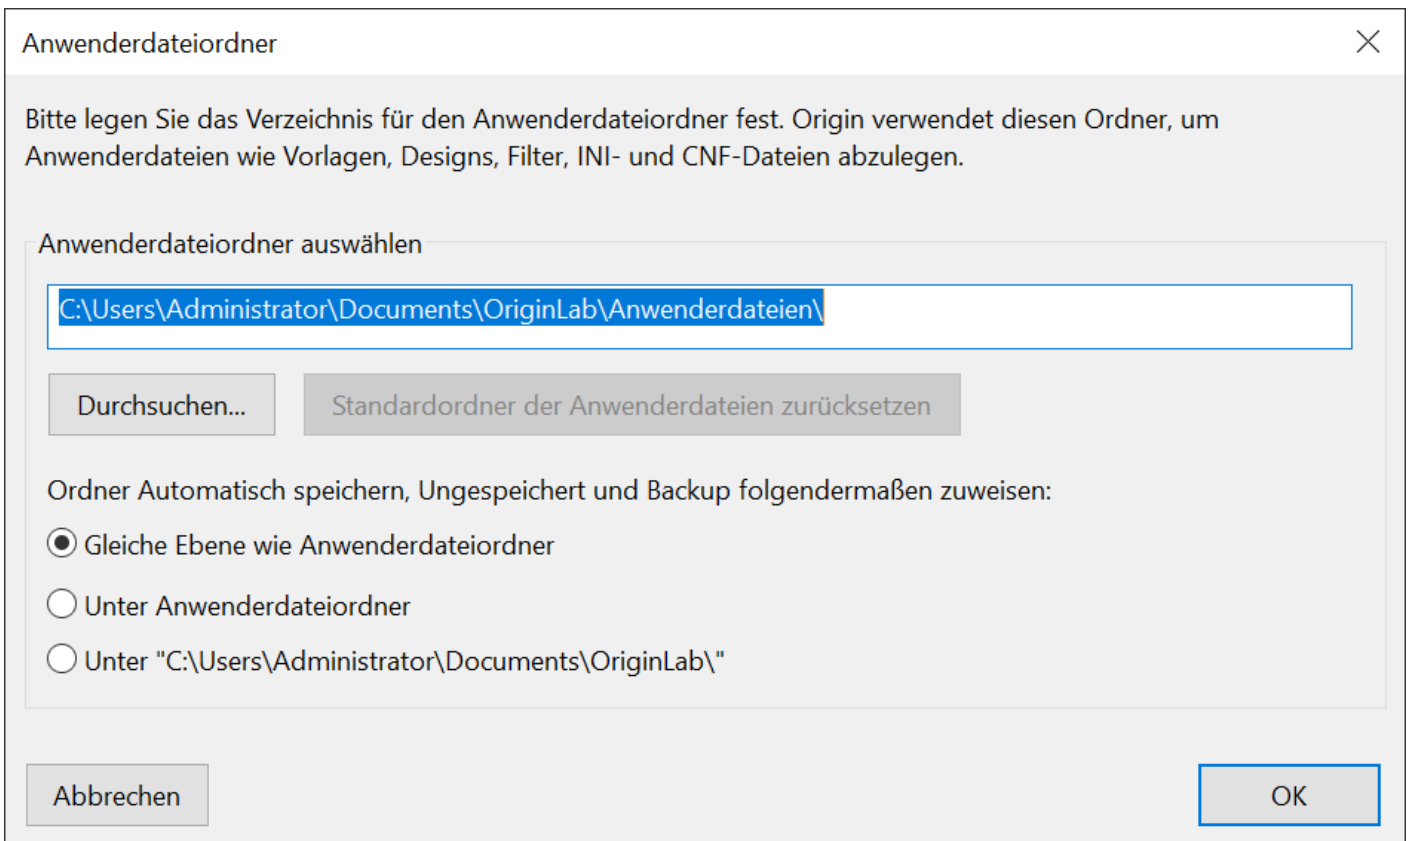 Anwenderdateiordner
Bitte legen Sie das Verzeichnis für den Anwenderdateiordner fest. Origin verwendet diesen Ordner, um
Anwenderdateien wie Vorlagen, Designs, Filter, INI- und CNF-Dateien abzulegen.
Anwenderdateiordner auswählen
C:\Users\Administrator\Documents\OriginLab\Anwenderdateien\
Durchsuchen... Standardordner der Anwenderdateien zurücksetzen
Ordner Automatisch speichern, Ungespeichert und Backup folgendermaßen zuweisen:
Gleiche Ebene wie Anwenderdateiordner
Unter Anwenderdateiordner
Unter "C:\Users\Administrator\Documents\OriginLab\"
Abbrechen OK